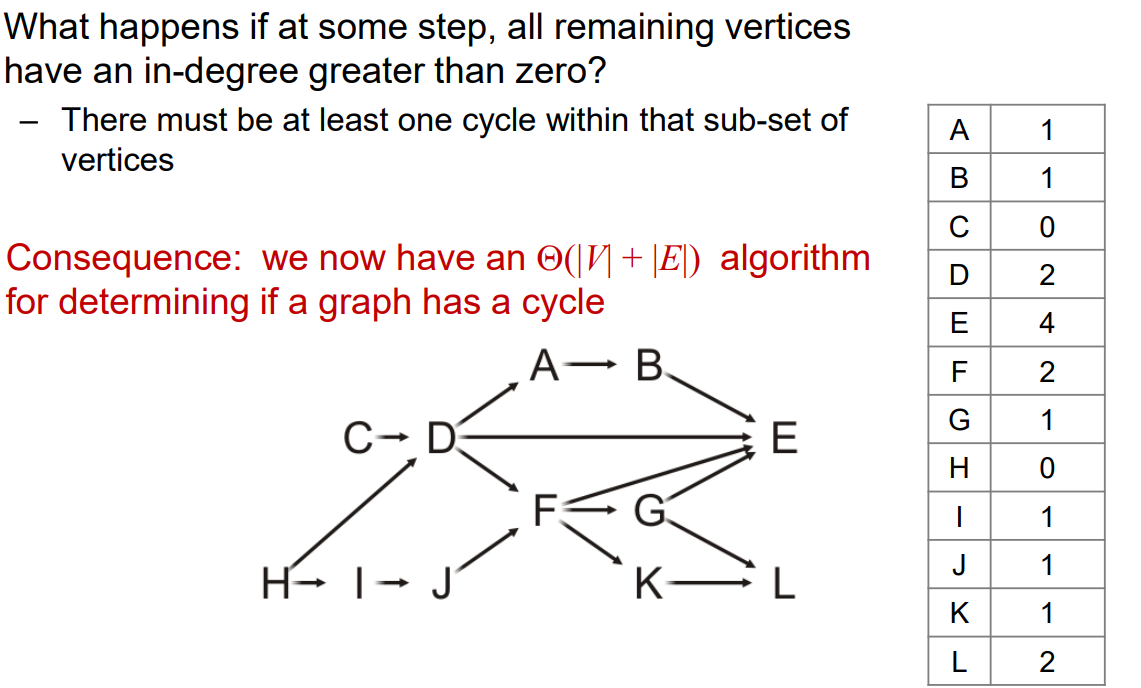 What happens if at some step, all remaining vertices
have an in-degree greater than zero?
– There must be at least one cycle within that sub-set of
vertices
Consequence: we now have an Θ(|V| + |E|) algorithm
for determining if a graph has a cycle
A B
C D E
F G
H I J K L
A 1
B 1
C 0
D 2
E 4
F 2
G 1
H 0
I 1
J 1
K 1
L 2